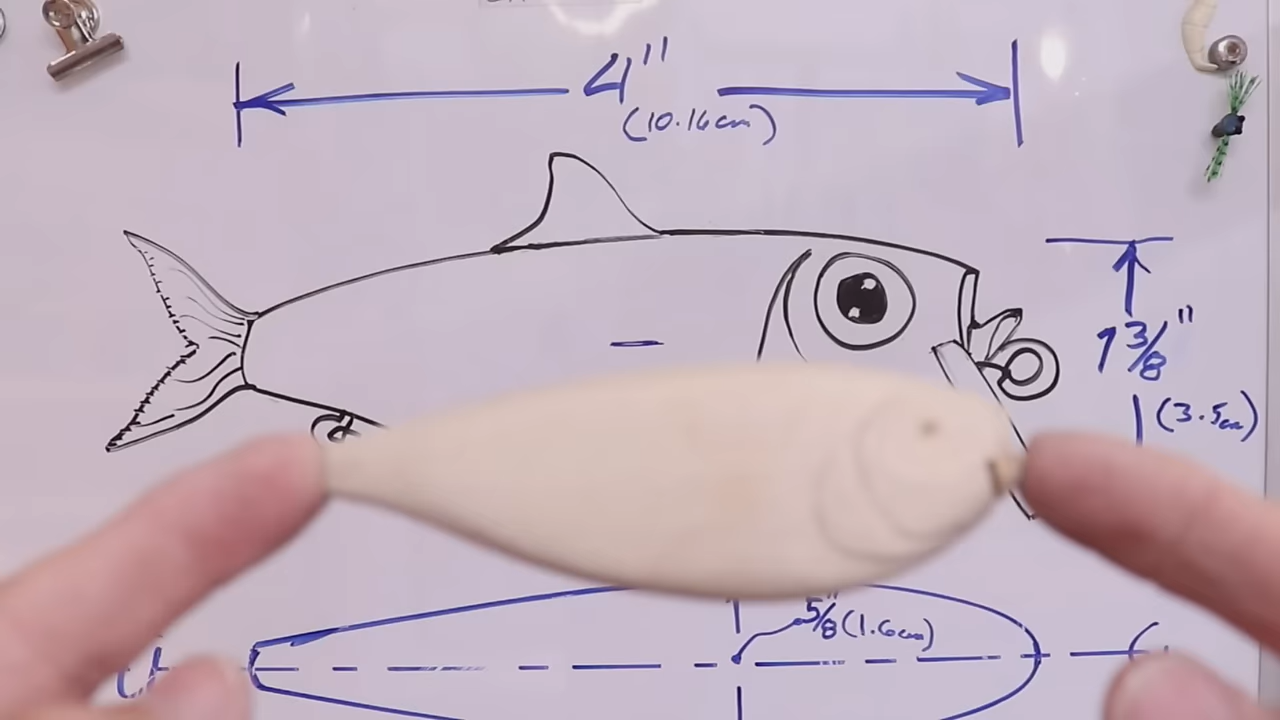 4"
(10.16cm)
1 3/8"
(3.5cm)
5/8" (1.6cm)